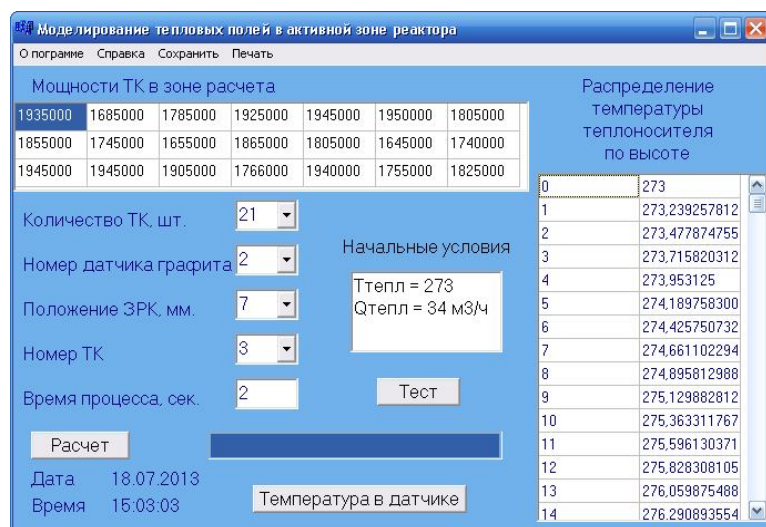 Моделирование тепловых полей в активной зоне реактора
О пограмме Справка Сохранить Печать
Мощности ТК в зоне расчета
1935000 1685000 1785000 1925000 1945000 1950000 1805000
1855000 1745000 1655000 1865000 1805000 1645000 1740000
1945000 1945000 1905000 1766000 1940000 1755000 1825000
Количество ТК, шт. 21
Номер датчика графита 2
Положение ЗРК, мм. 7
Номер ТК 3
Время процесса, сек. 2
Начальные условия
Ттепл = 273
Qтепл = 34 м3/ч
Тест
Расчет
Дата 18.07.2013
Время 15:03:03
Температура в датчике
Распределение
температуры
теплоносителя
по высоте
0 273
1 273,239257812
2 273,477874755
3 273,715820312
4 273,953125
5 274,189758300
6 274,425750732
7 274,661102294
8 274,895812988
9 275,129882812
10 275,363311767
11 275,596130371
12 275,828308105
13 276,059875488
14 276,290893554